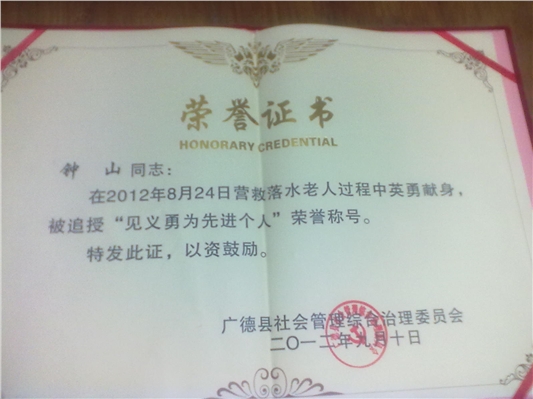 荣誉证书
HONORARY CREDENTIAL
钟 山 同志：
在2012年8月24日营救落水老人过程中英勇献身，
被追授“见义勇为先进个人”荣誉称号。
特发此证，以资鼓励。
广德县社会管理综合治理委员会
二〇一二年九月十日